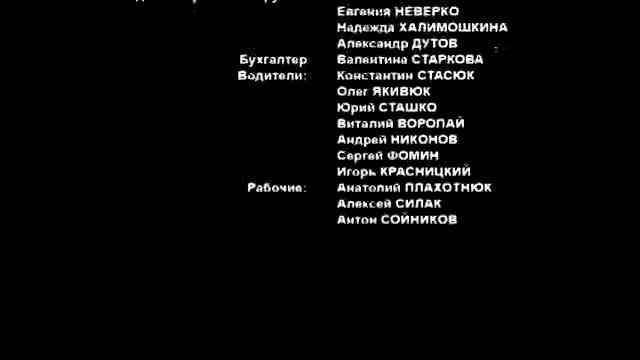 Евгения НЕВЕРКО
Надежда ХАЛИМОШКИНА
Александр ДУТОВ
Бухгалтер Валентина СТАРКОВА
Водители: Константин СТАСЮК
Олег ЯКИВЮК
Юрий СТАШКО
Виталий ВОРОПАЙ
Андрей НИКОНОВ
Сергей ФОМИН
Игорь КРАСНИЦКИЙ
Рабочие: Анатолий ПЛАХОТНЮК
Алексей СИЛАК
Антон СОЙНИКОВ